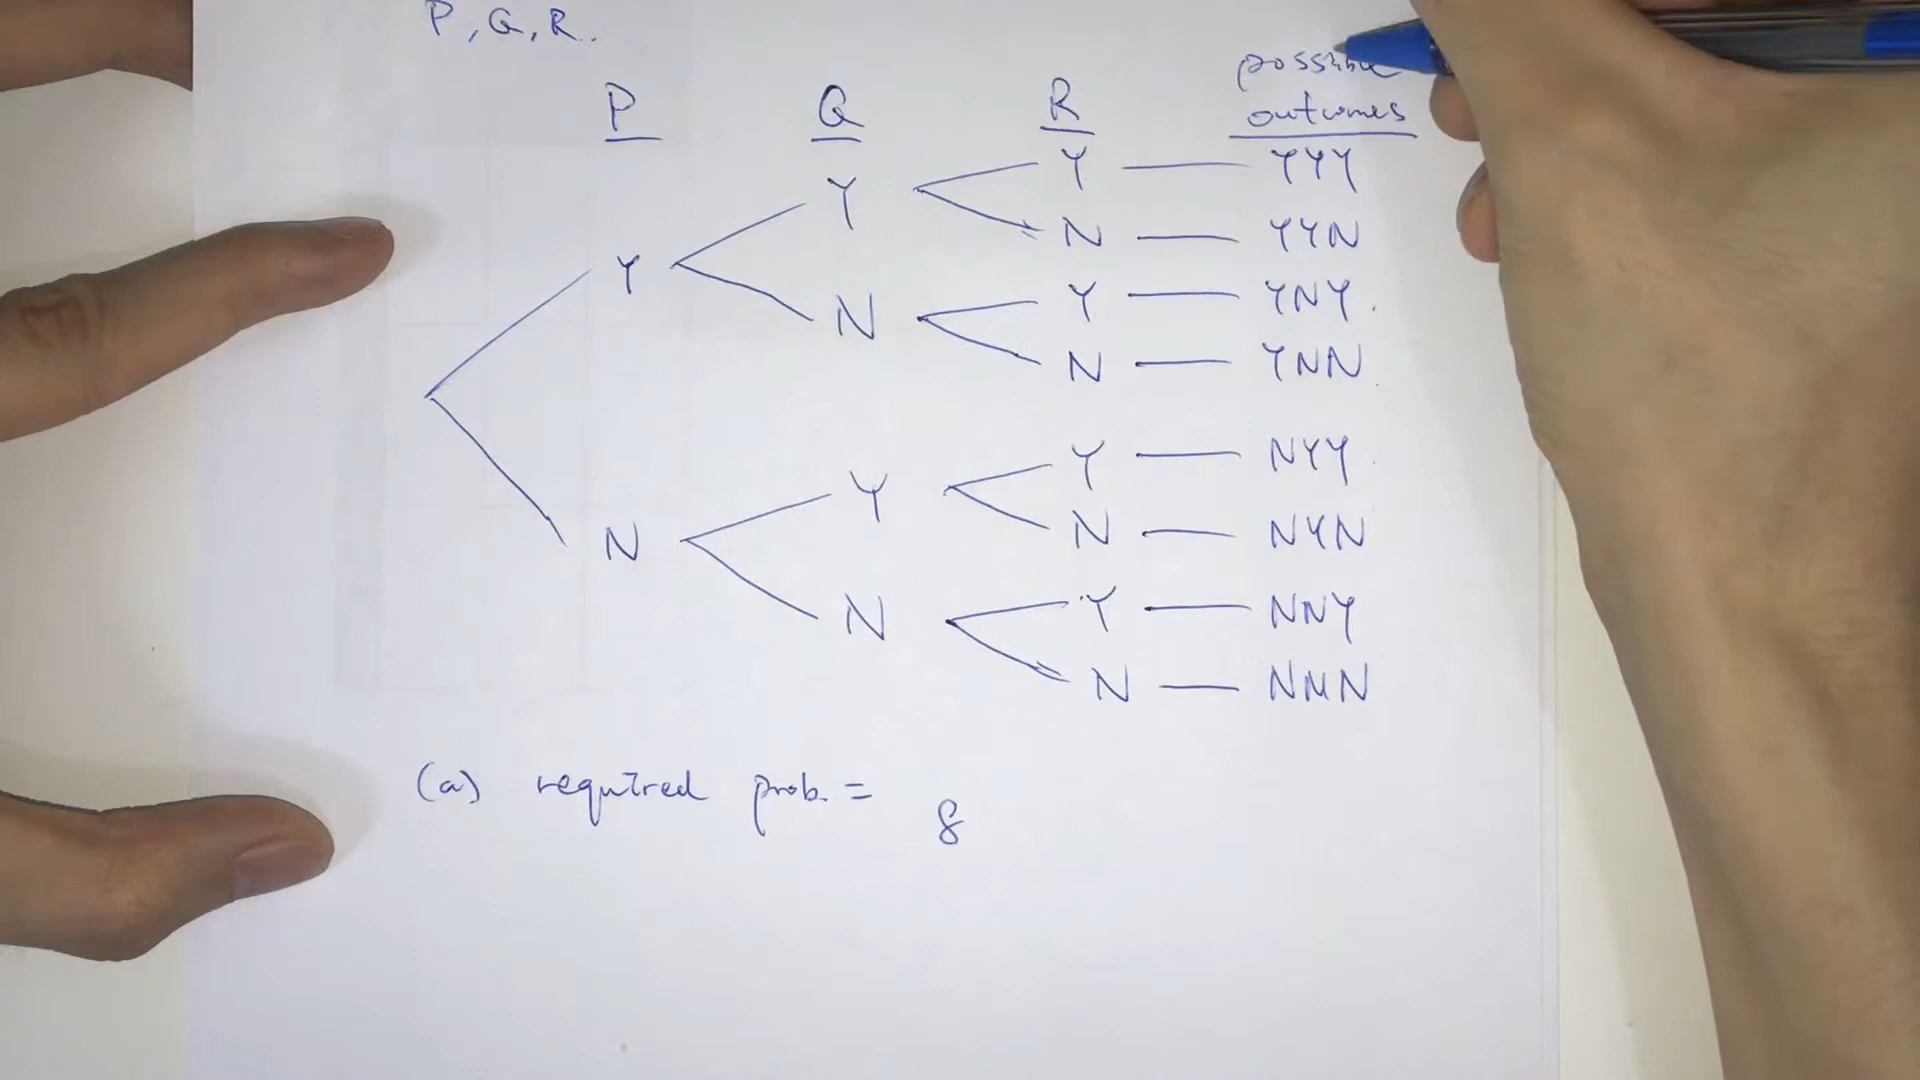 P, Q, R.
P Q R possible
outcomes
Y — YYY
Y
N — YYN
Y
Y — YNY
N
N — YNN
Y — NYY
Y
N — NYN
N
Y — NNY
N
N — NNN
(a) required prob. =
8